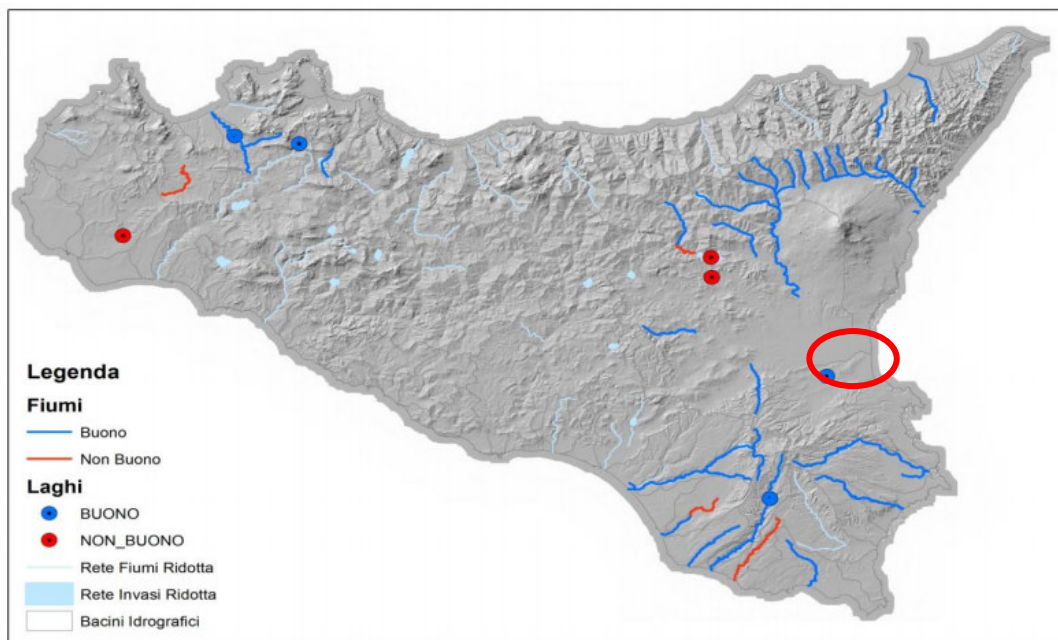 Legenda
Fiumi
Buono
Non Buono
Laghi
BUONO
NON_BUONO
Rete Fiumi Ridotta
Rete Invasi Ridotta
Bacini Idrografici